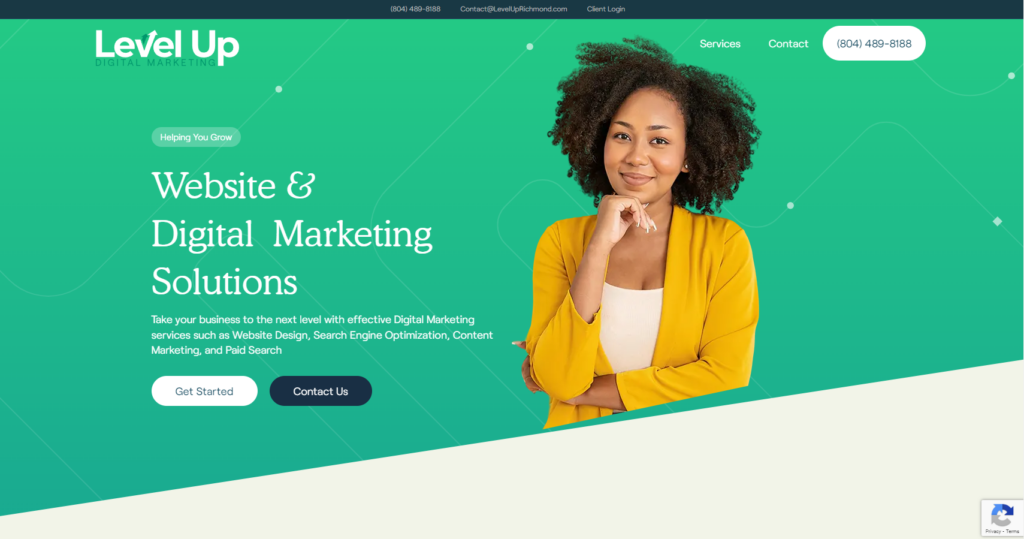 (804) 489-8188 Contact@LevelUpRichmond.com Client Login
Level Up
DIGITAL MARKETING
Services Contact (804) 489-8188
Helping You Grow
Website &
Digital Marketing
Solutions
Take your business to the next level with effective Digital Marketing
services such as Website Design, Search Engine Optimization, Content
Marketing, and Paid Search
Get Started Contact Us
Privacy - Terms